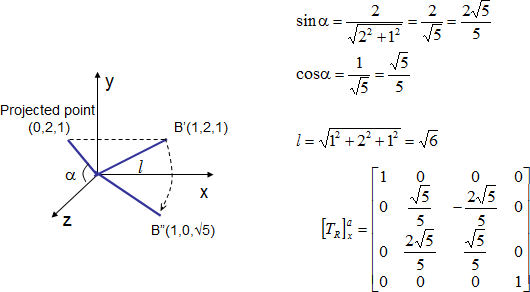 y
Projected point
(0,2,1)
B'(1,2,1)
α
l
x
z
B"(1,0,√5)
sinα = 2/√(2² + 1²) = 2/√5 = 2√5/5
cosα = 1/√5 = √5/5
l = √(1² + 2² + 1²) = √6
[T_R]_x^a =
1 0 0 0
0 √5/5 −2√5/5 0
0 2√5/5 √5/5 0
0 0 0 1